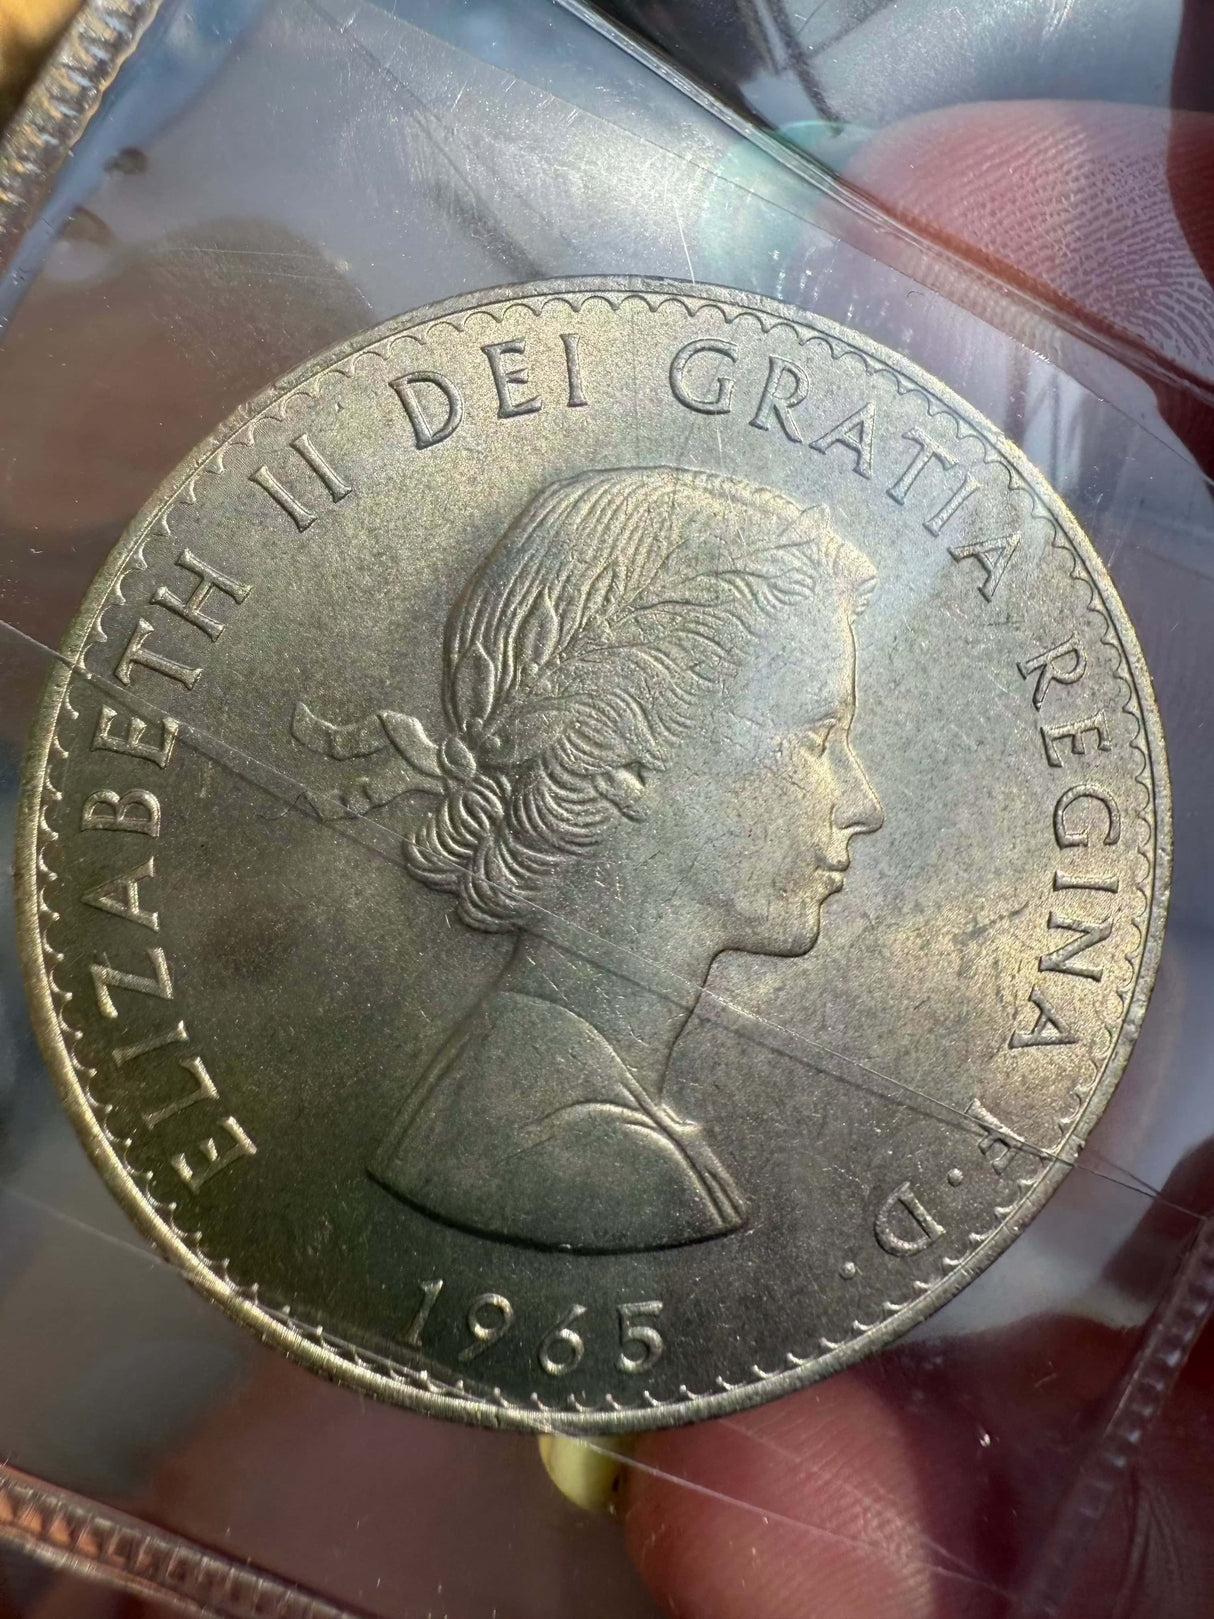 ELIZABETH II DEI GRATIA REGINA F·D·
1965